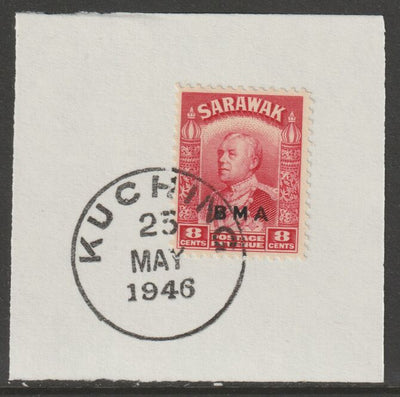 SARAWAK
BMA
8 CENTS POSTAGE REVENUE 8 CENTS
KUCHING
25
MAY
1946